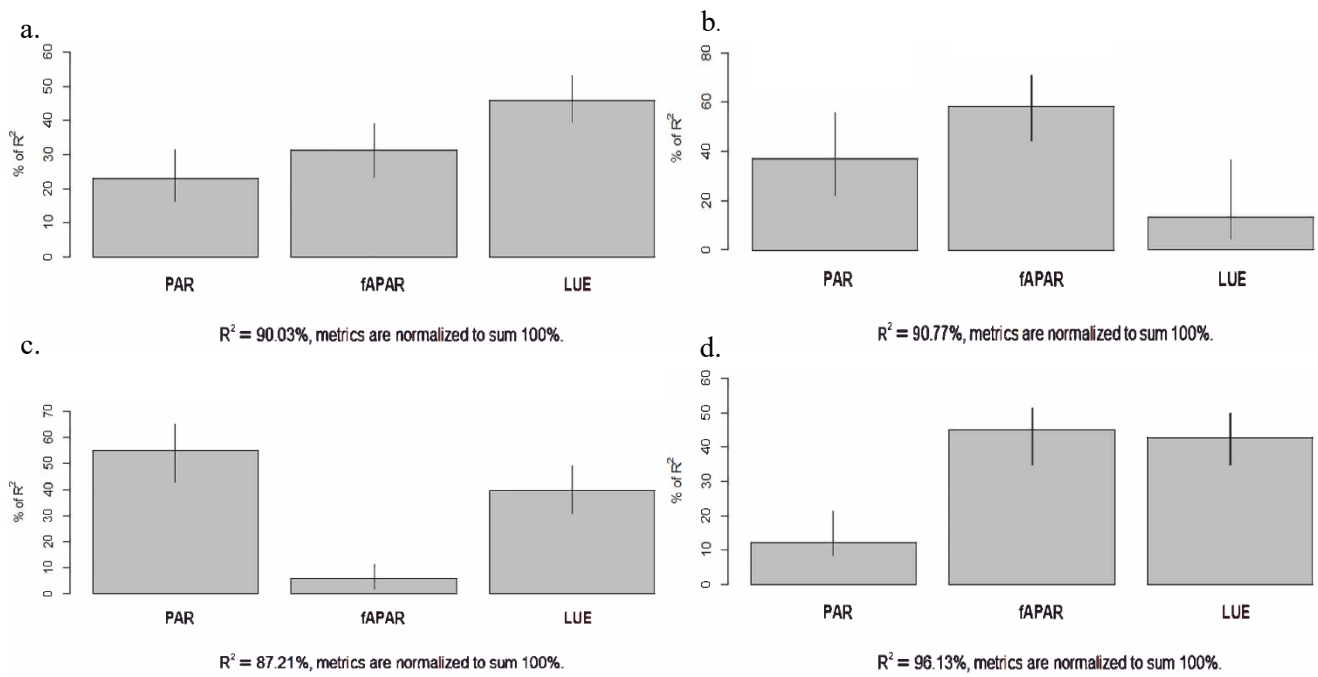 a.
60
50
40
30
20
10
0
% of R²
PAR fAPAR LUE
R² = 90.03%, metrics are normalized to sum 100%.
b.
80
60
40
20
0
% of R²
PAR fAPAR LUE
R² = 90.77%, metrics are normalized to sum 100%.
c.
70
60
50
40
30
20
10
0
% of R²
PAR fAPAR LUE
R² = 87.21%, metrics are normalized to sum 100%.
d.
60
50
40
30
20
10
0
% of R²
PAR fAPAR LUE
R² = 96.13%, metrics are normalized to sum 100%.